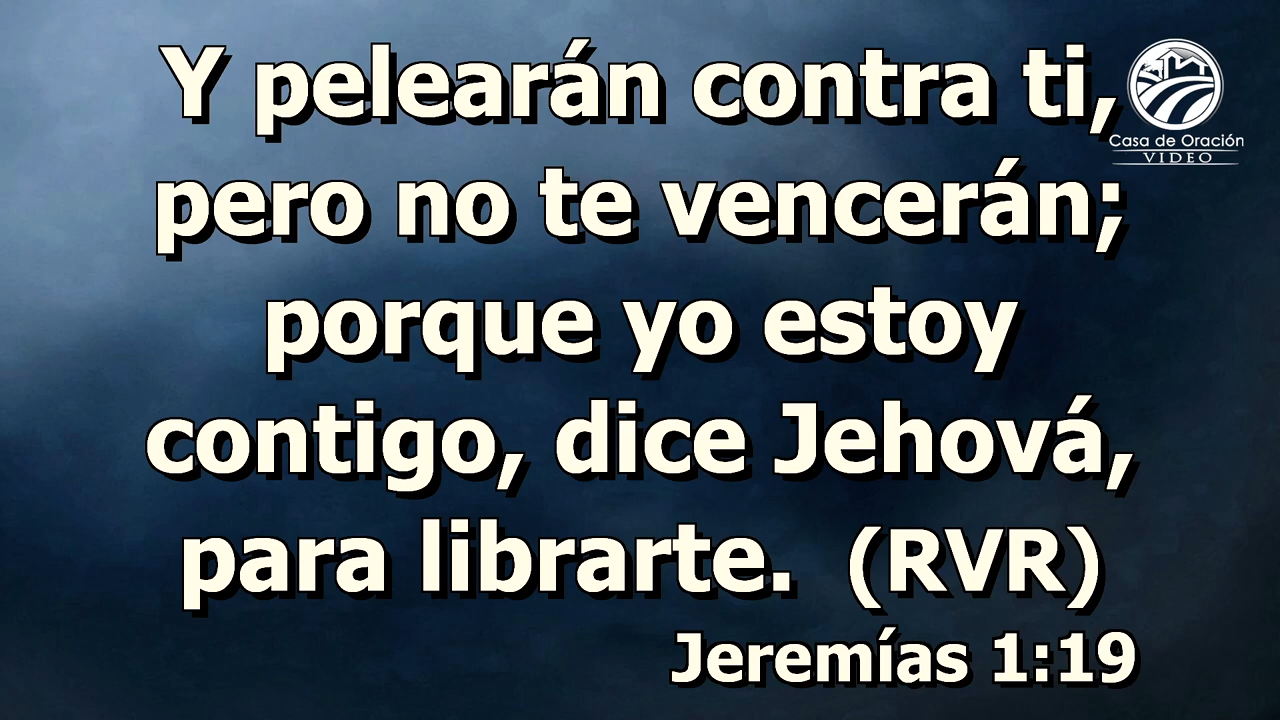 Y pelearán contra ti,
pero no te vencerán;
porque yo estoy
contigo, dice Jehová,
para librarte. (RVR)
Jeremías 1:19
Casa de Oración
VIDEO